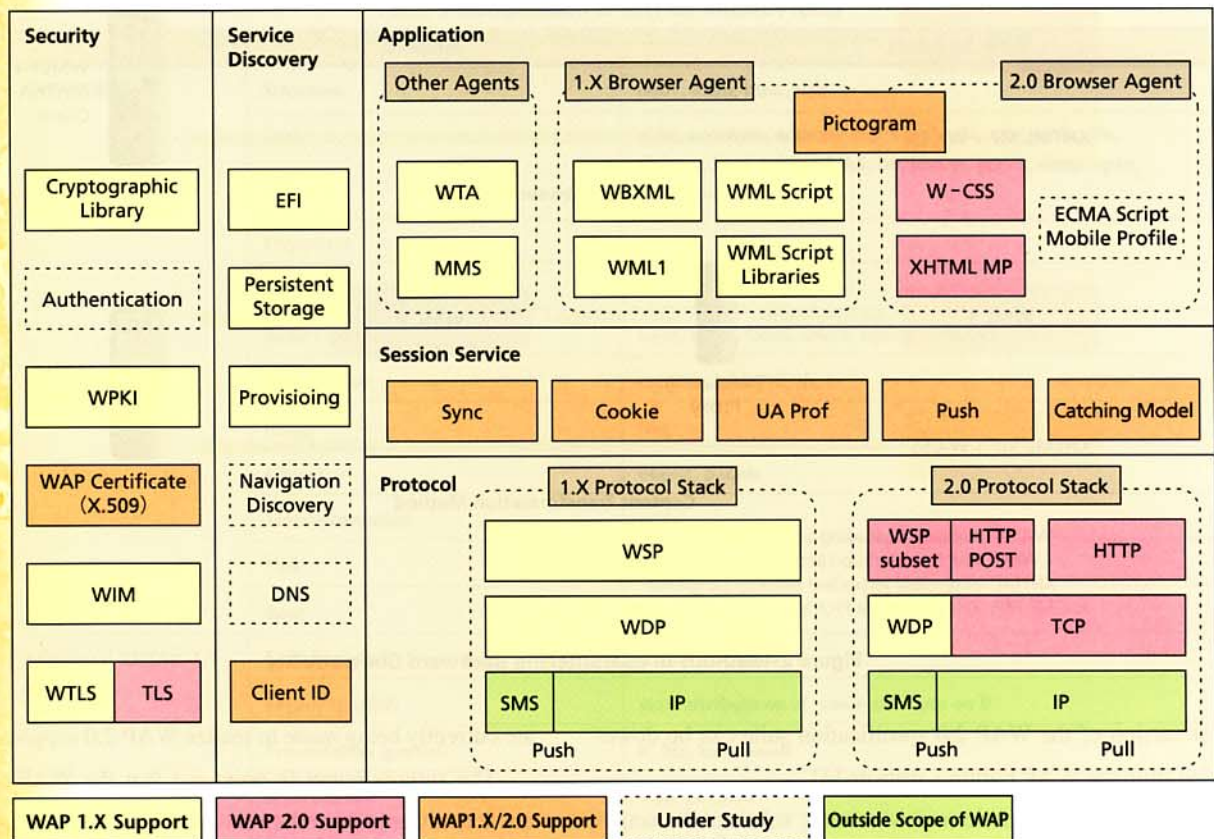 Security
Cryptographic
Library
Authentication
WPKI
WAP Certificate
(X.509)
WIM
WTLS
TLS
Service
Discovery
EFI
Persistent
Storage
Provisioing
Navigation
Discovery
DNS
Client ID
Application
Other Agents
WTA
MMS
1.X Browser Agent
Pictogram
WBXML
WML Script
WML1
WML Script
Libraries
2.0 Browser Agent
W-CSS
XHTML MP
ECMA Script
Mobile Profile
Session Service
Sync
Cookie
UA Prof
Push
Catching Model
Protocol
1.X Protocol Stack
WSP
WDP
SMS
IP
Push
Pull
2.0 Protocol Stack
WSP
subset
HTTP
POST
HTTP
WDP
TCP
SMS
IP
Push
Pull
WAP 1.X Support
WAP 2.0 Support
WAP1.X/2.0 Support
Under Study
Outside Scope of WAP